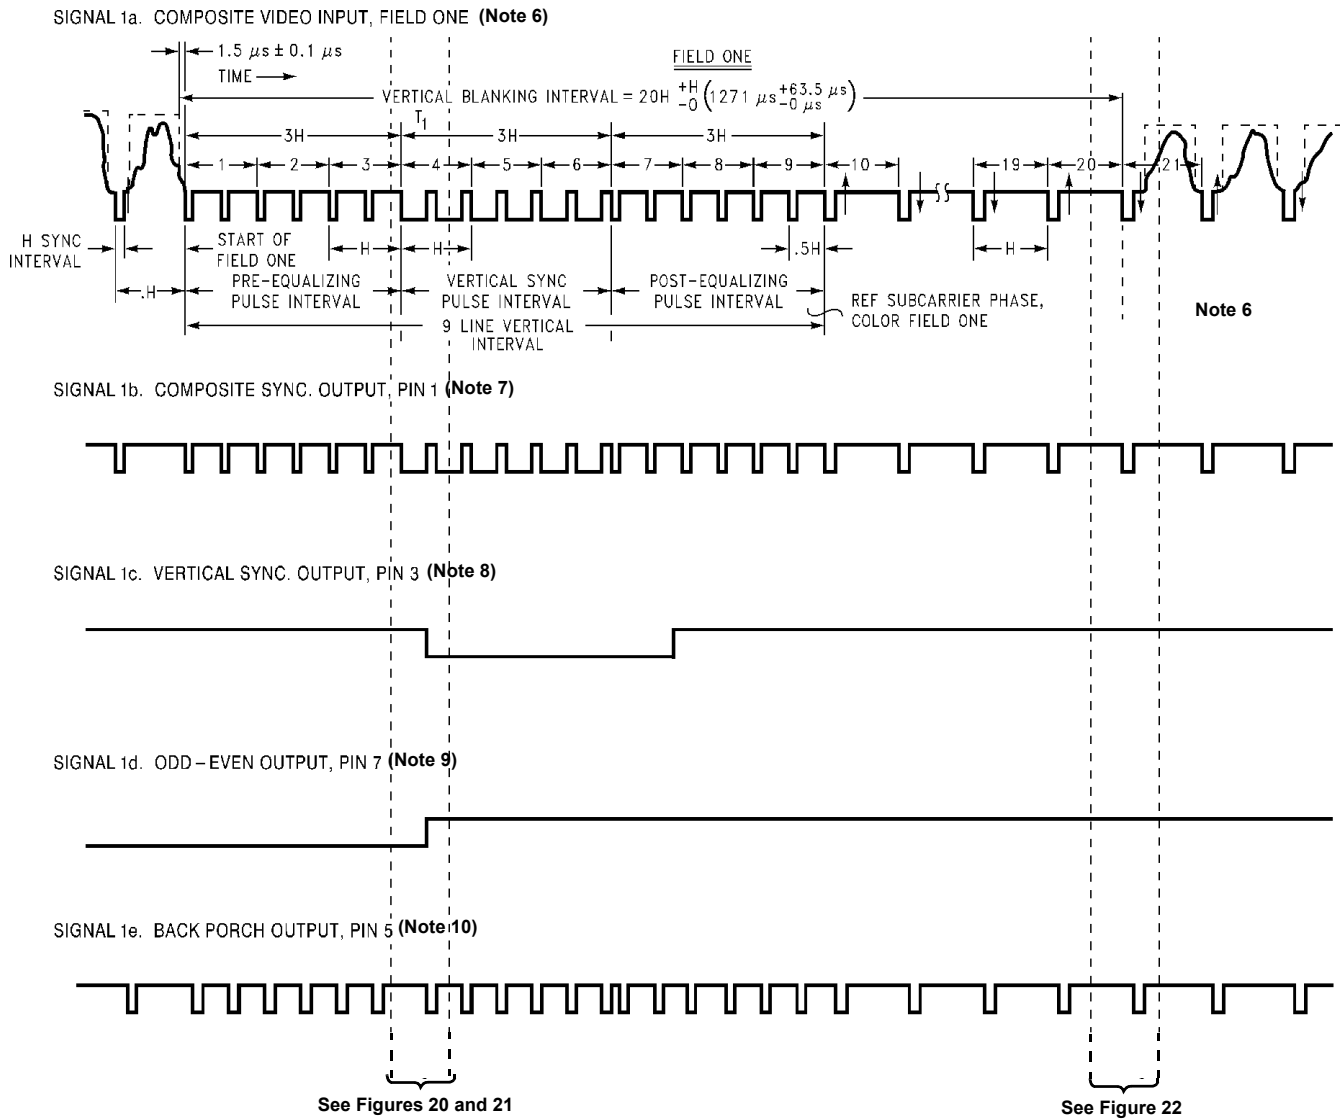 SIGNAL 1a. COMPOSITE VIDEO INPUT, FIELD ONE (Note 6)
1.5 µs ± 0.1 µs
TIME
FIELD ONE
VERTICAL BLANKING INTERVAL = 20H +H -0 (1271 µs +63.5 µs -0 µs)
T1
3H 3H 3H
1 2 3 4 5 6 7 8 9 10 19 20 21
H SYNC INTERVAL
START OF FIELD ONE
H H .5H H
.H
PRE-EQUALIZING PULSE INTERVAL
VERTICAL SYNC PULSE INTERVAL
POST-EQUALIZING PULSE INTERVAL
REF SUBCARRIER PHASE, COLOR FIELD ONE
Note 6
9 LINE VERTICAL INTERVAL
SIGNAL 1b. COMPOSITE SYNC. OUTPUT, PIN 1 (Note 7)
SIGNAL 1c. VERTICAL SYNC. OUTPUT, PIN 3 (Note 8)
SIGNAL 1d. ODD – EVEN OUTPUT, PIN 7 (Note 9)
SIGNAL 1e. BACK PORCH OUTPUT, PIN 5 (Note 10)
See Figures 20 and 21
See Figure 22